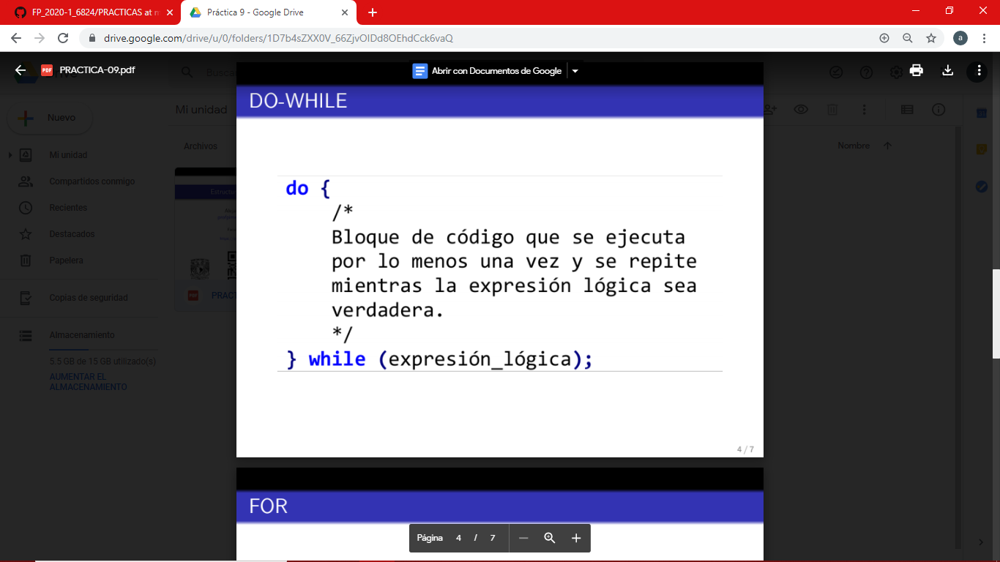 FP_2020-1_6824/PRACTICAS at m
Práctica 9 - Google Drive
drive.google.com/drive/u/0/folders/1D7b4sZXX0V_66ZjvOIDd8OEhdCck6vaQ
a
PDF PRACTICA-09.pdf
Abrir con Documentos de Google
Nuevo
Mi unidad
Compartidos conmigo
Recientes
Destacados
Papelera
Copias de seguridad
Almacenamiento
5.5 GB de 15 GB utilizado(s)
AUMENTAR EL
ALMACENAMIENTO
Busca
Mi unidad
Archivos
Nombre
PRACT
DO-WHILE
do {
/*
Bloque de código que se ejecuta
por lo menos una vez y se repite
mientras la expresión lógica sea
verdadera.
*/
} while (expresión_lógica);
4 / 7
FOR
Página 4 / 7